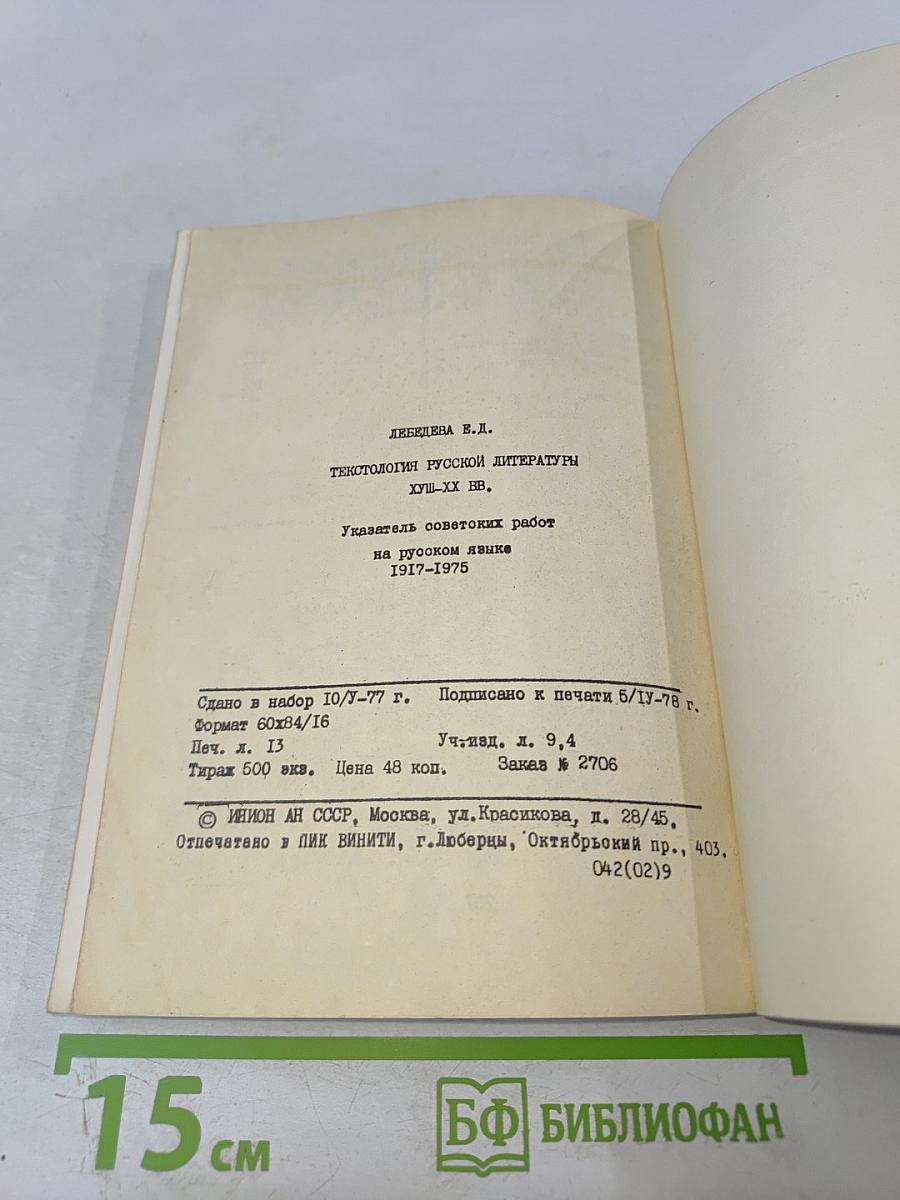 ЛЕБЕДЕВА Е.Д.
ТЕКСТОЛОГИЯ РУССКОЙ ЛИТЕРАТУРЫ
ХУШ-ХХ ВВ.
Указатель советских работ
на русском языке
1917-1975
Сдано в набор 10/У-77 г. Подписано к печати 5/IУ-78 г.
Формат 60х84/16
Печ. л. 13 Уч.-изд. л. 9,4
Тираж 500 экз. Цена 48 коп. Заказ № 2706
© ИНИОН АН СССР, Москва, ул.Красикова, д. 28/45.
Отпечатано в ПИК ВИНИТИ, г.Люберцы, Октябрьский пр., 403.
042(02)9
15 см
БФ БИБЛИОФАН